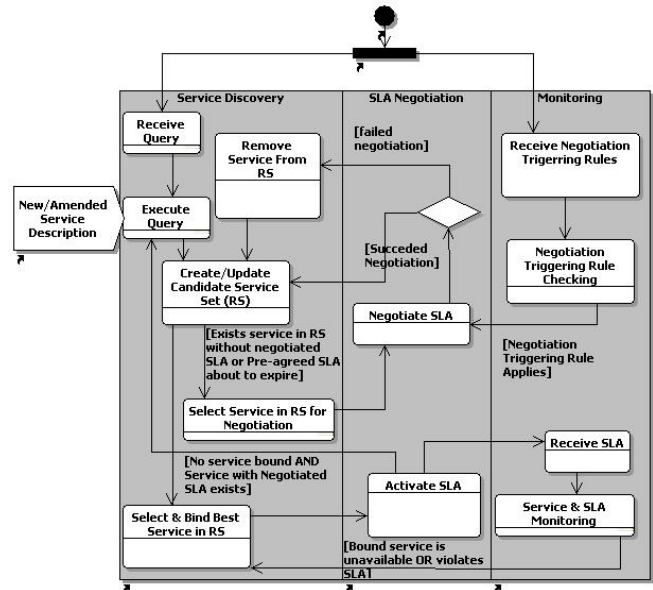 Service Discovery
SLA Negotiation
Monitoring
Receive
Query
Remove
Service From
RS
[failed
negotiation]
Receive Negotiation
Trigerring Rules
New/Amended
Service
Description
Execute
Query
[Succeded
Negotiation]
Negotiation
Triggering Rule
Checking
Create/Update
Candidate Service
Set (RS)
Negotiate SLA
[Exists service in RS
without negotiated
SLA or Pre-agreed SLA
about to expire]
[Negotiation
Triggering Rule
Applies]
Select Service in RS for
Negotiation
Receive SLA
[No service bound AND
Service with Negotiated
SLA exists]
Activate SLA
Select & Bind Best
Service in RS
Service & SLA
Monitoring
[Bound service is
unavailable OR violates
SLA]